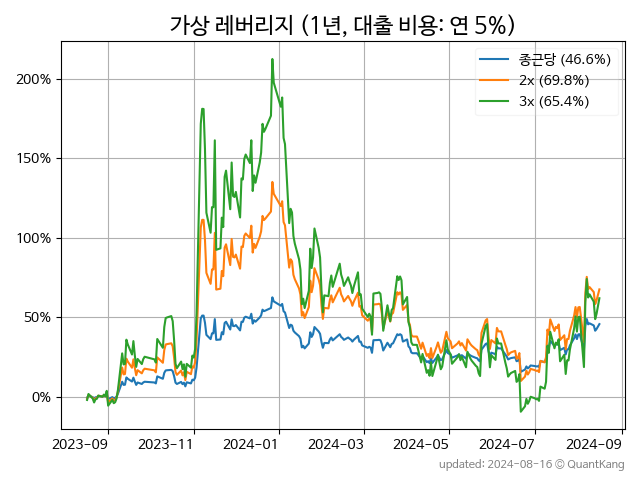 가상 레버리지 (1년, 대출 비용: 연 5%)
종근당 (46.6%)
2x (69.8%)
3x (65.4%)
200%
150%
100%
50%
0%
2023-09 2023-11 2024-01 2024-03 2024-05 2024-07 2024-09
updated: 2024-08-16 © QuantKang